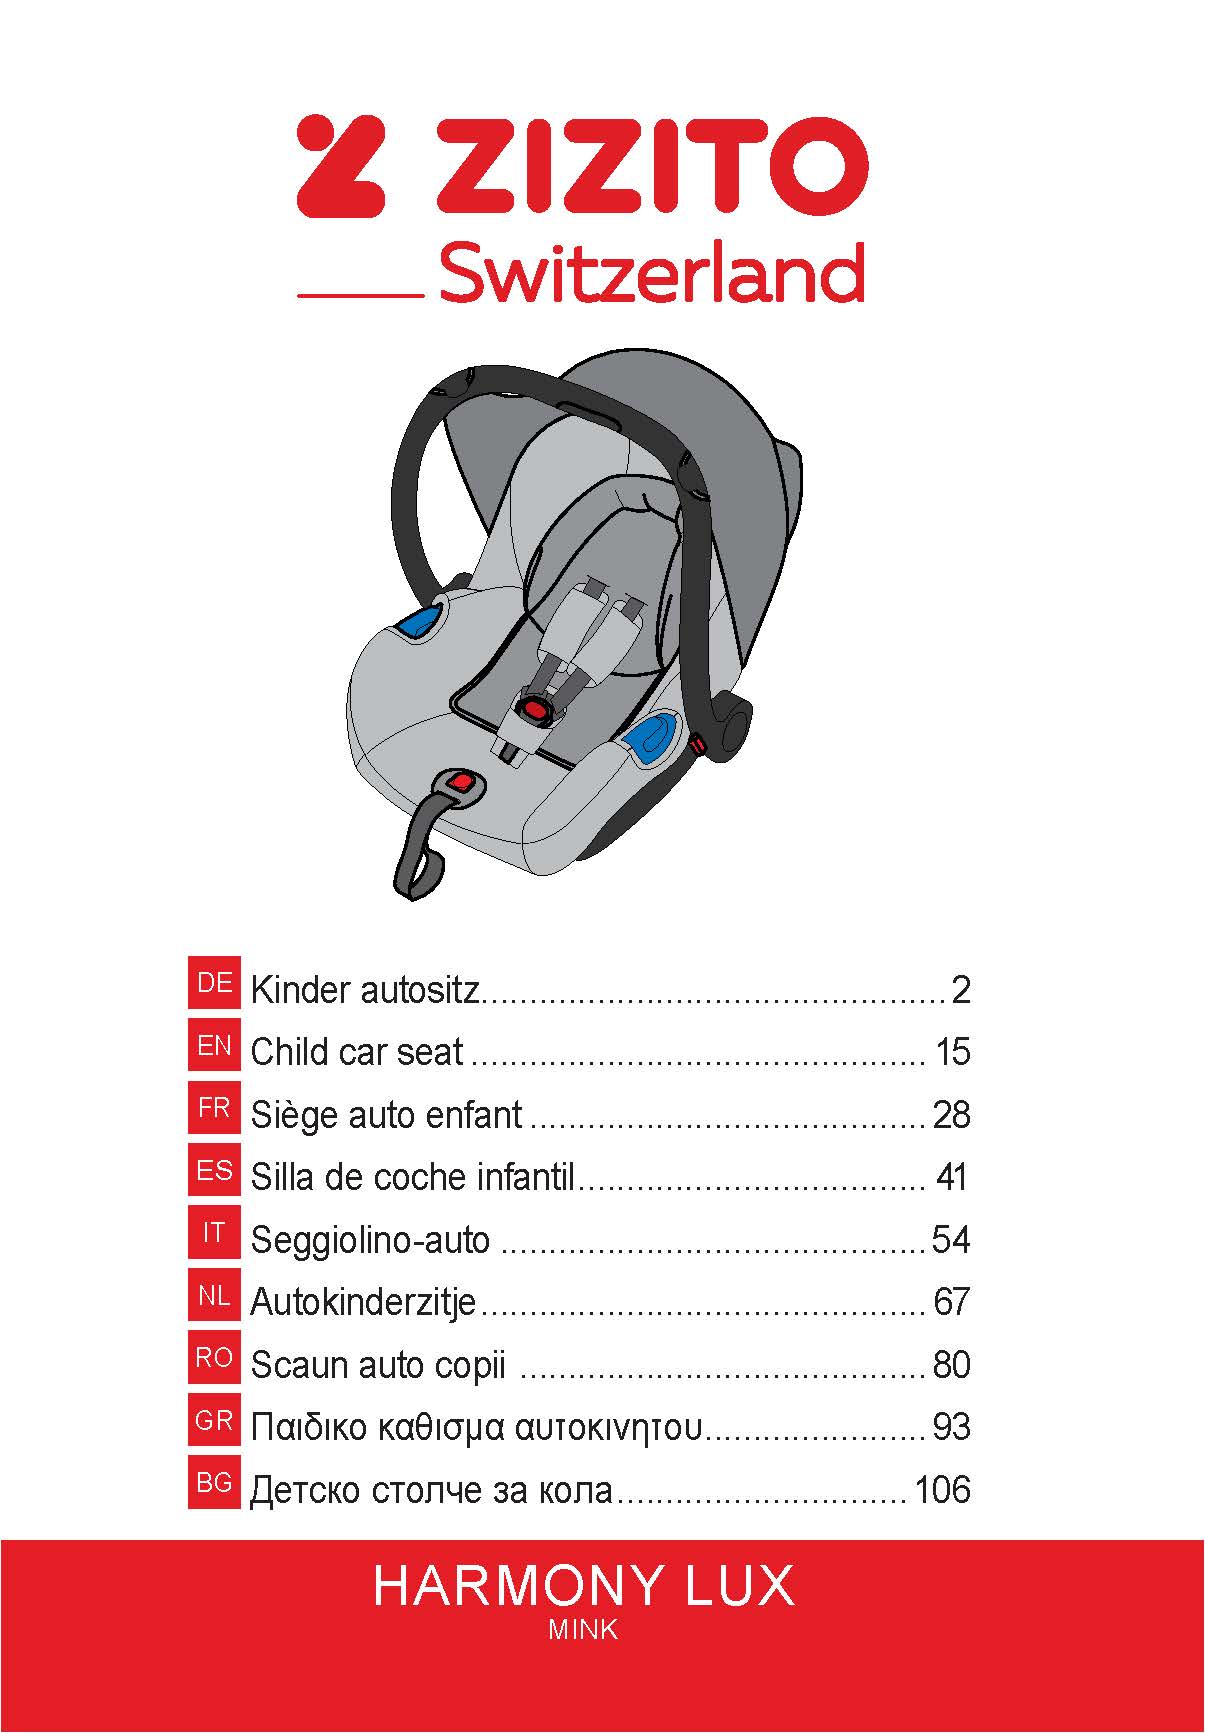 ZIZITO
Switzerland
DE Kinder autositz................................................ 2
EN Child car seat ............................................... 15
FR Siège auto enfant ......................................... 28
ES Silla de coche infantil.................................... 41
IT Seggiolino-auto ............................................54
NL Autokinderzitje.............................................. 67
RO Scaun auto copii .......................................... 80
GR Παιδικο καθισμα αυτοκινητου....................... 93
BG Детско столче за кола.............................. 106
HARMONY LUX
MINK